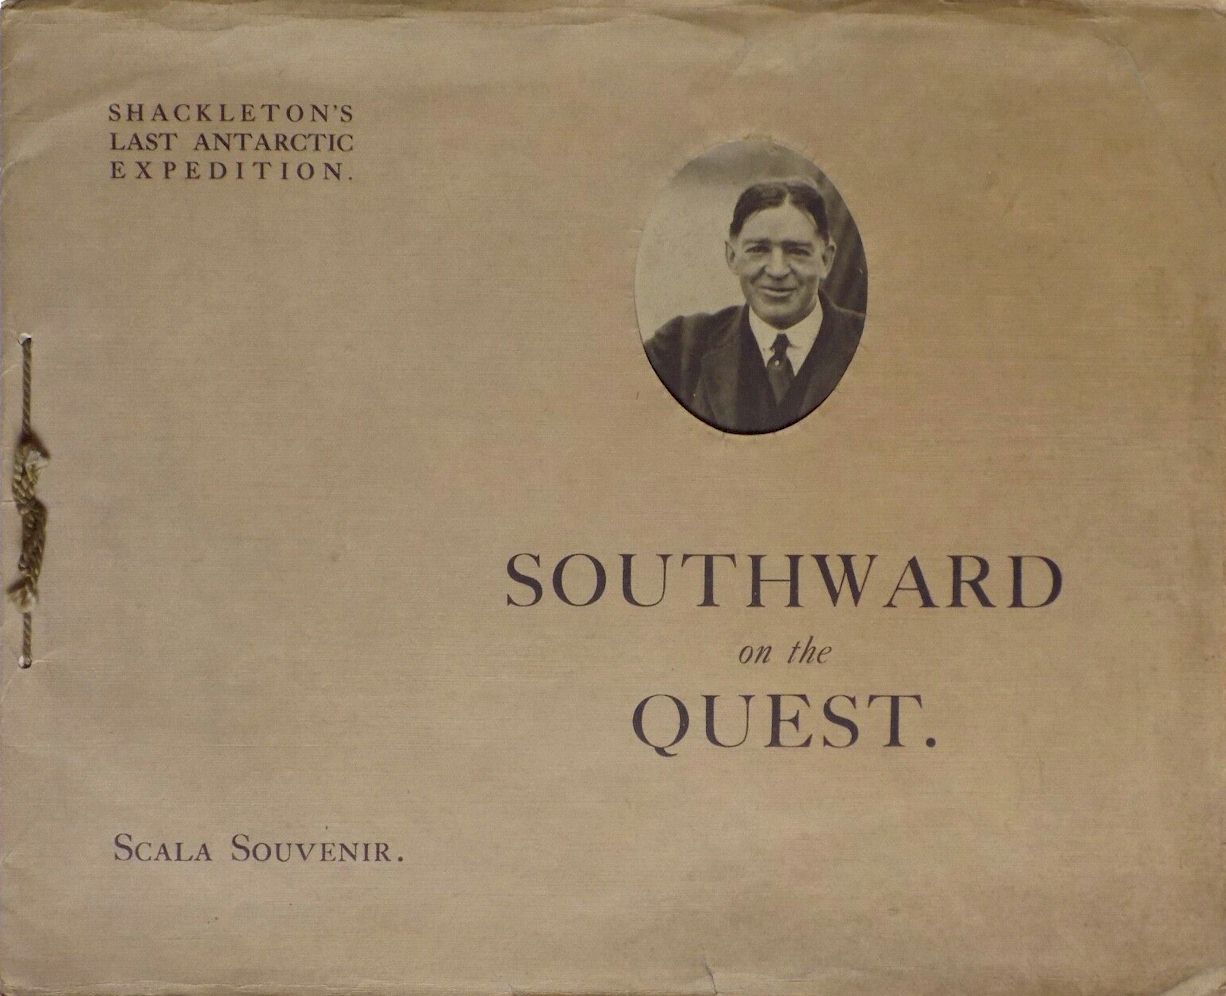 SHACKLETON'S
LAST ANTARCTIC
EXPEDITION.
SOUTHWARD
on the
QUEST.
SCALA SOUVENIR.